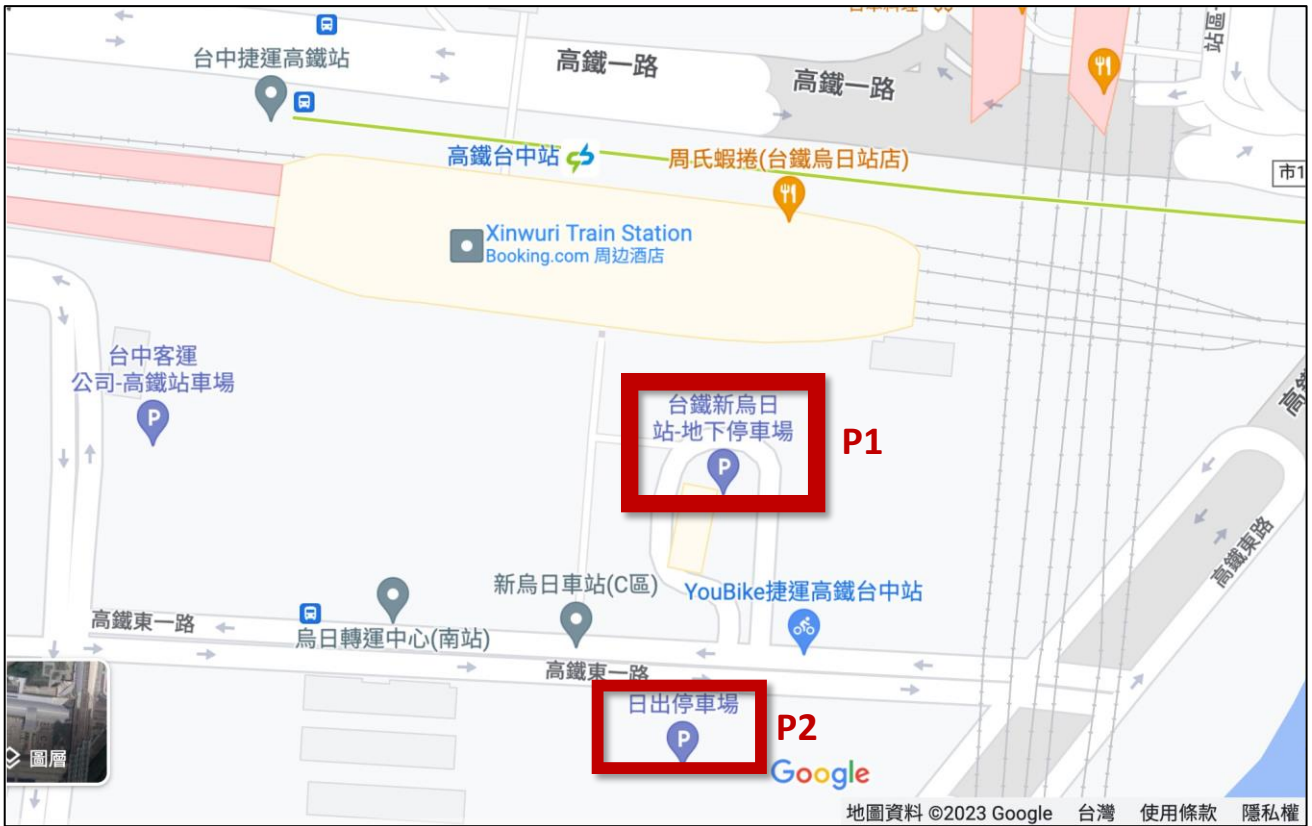 台中捷運高鐵站
高鐵一路
高鐵一路
站區
高鐵台中站
周氏蝦捲(台鐵烏日站店)
市1
Xinwuri Train Station
Booking.com 周边酒店
台中客運
公司-高鐵站車場
P
台鐵新烏日
站-地下停車場
P
P1
高鐵東路
新烏日車站(C區)
YouBike捷運高鐵台中站
高鐵東一路
烏日轉運中心(南站)
高鐵東一路
日出停車場
P
P2
圖層
Google
地圖資料 ©2023 Google 台灣 使用條款 隱私權